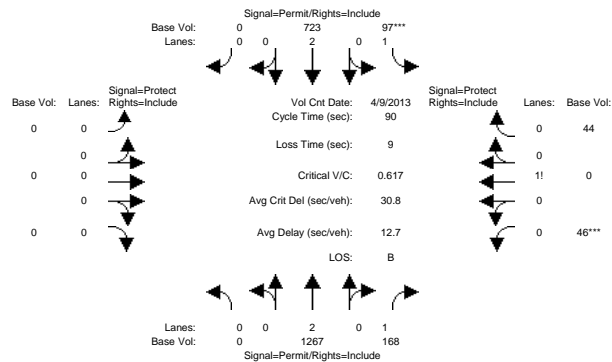 Signal=Permit/Rights=Include
Base Vol: 0 723 97***
Lanes: 0 0 2 0 1
Signal=Protect Signal=Protect
Base Vol: Lanes: Rights=Include Vol Cnt Date: 4/9/2013 Rights=Include Lanes: Base Vol:
Cycle Time (sec): 90
0 0 0 44
Loss Time (sec): 9
0 0
0 0 Critical V/C: 0.617 1! 0
0 Avg Crit Del (sec/veh): 30.8 0
0 0 Avg Delay (sec/veh): 12.7 0 46***
LOS: B
Lanes: 0 0 2 0 1
Base Vol: 0 1267 168
Signal=Permit/Rights=Include